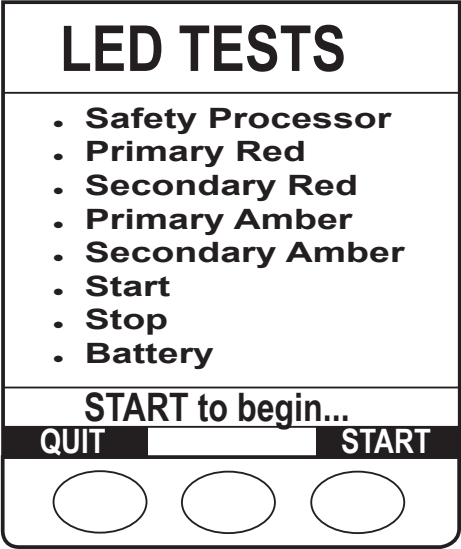 LED TESTS
. Safety Processor
. Primary Red
. Secondary Red
. Primary Amber
. Secondary Amber
. Start
. Stop
. Battery
START to begin...
QUIT START